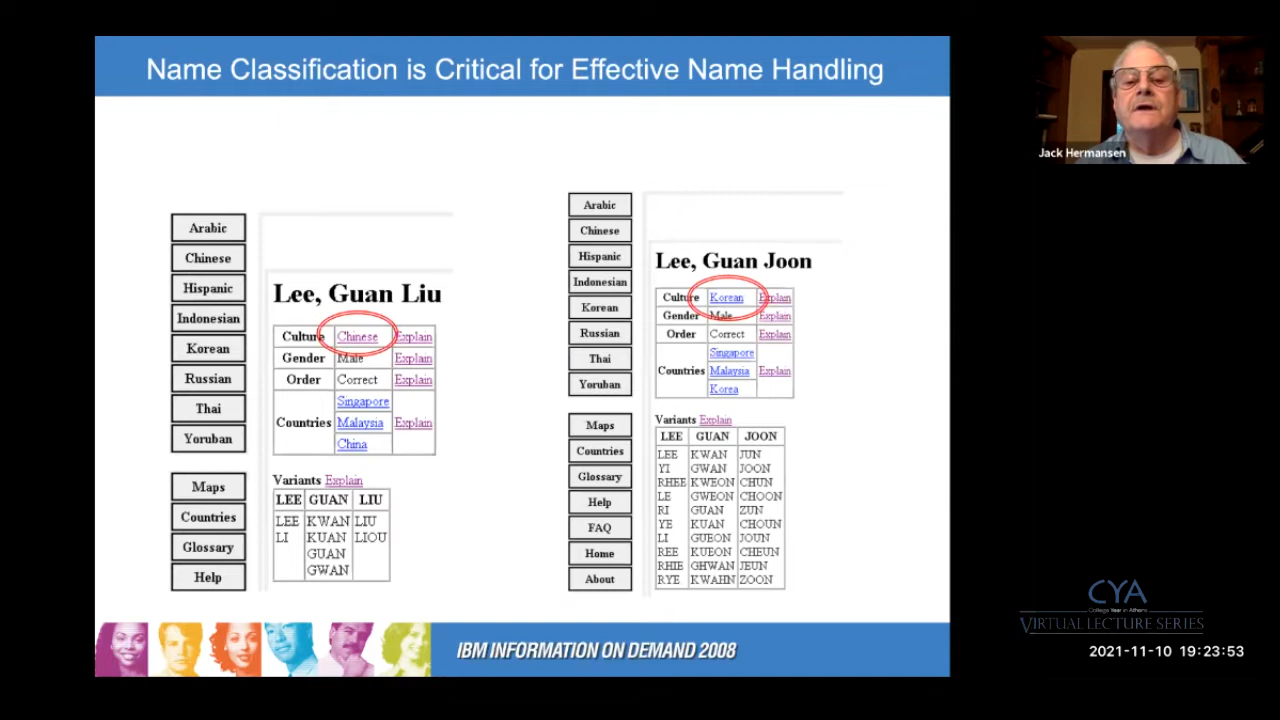 Name Classification is Critical for Effective Name Handling
Jack Hermansen
Arabic
Chinese
Hispanic
Indonesian
Korean
Russian
Thai
Yoruban
Maps
Countries
Glossary
Help
Lee, Guan Liu
Culture Chinese Explain
Gender Male Explain
Order Correct Explain
Countries Singapore Malaysia China Explain
Variants Explain
LEE GUAN LIU
LEE KWAN LIU
LI KUAN LIOU
GUAN
GWAN
Arabic
Chinese
Hispanic
Indonesian
Korean
Russian
Thai
Yoruban
Maps
Countries
Glossary
Help
FAQ
Home
About
Lee, Guan Joon
Culture Korean Explain
Gender Male Explain
Order Correct Explain
Countries Singapore Malaysia Korea Explain
Variants Explain
LEE GUAN JOON
LEE KWAN JUN
YI GWAN JOON
RHEE KWEON CHUN
LE GWEON CHOON
RI GUAN ZUN
YE KUAN CHOUN
LI GUEON JOUN
REE KUEON CHEUN
RHIE GHWAN JEUN
RYE KWAHN ZOON
IBM INFORMATION ON DEMAND 2008
CYA
College Year in Athens
VIRTUAL LECTURE SERIES
2021-11-10 19:23:53